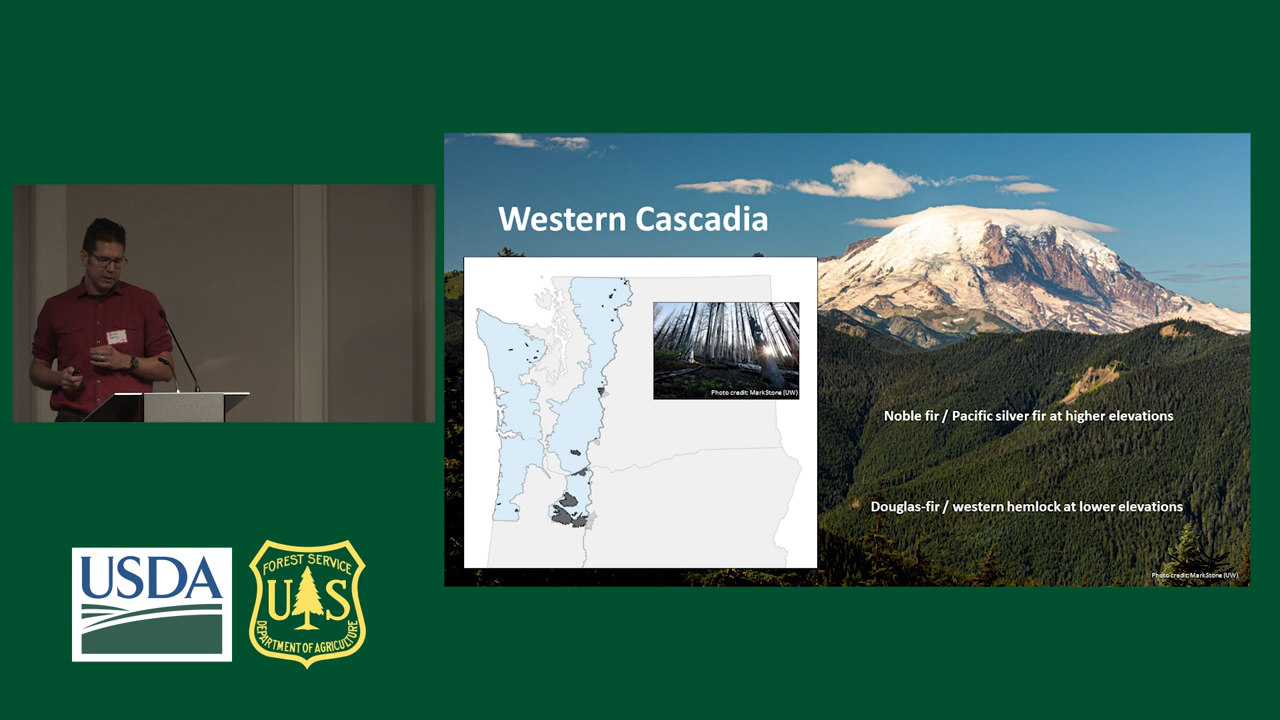 Western Cascadia
Photo credit: MarkStone (UW)
Noble fir / Pacific silver fir at higher elevations
Douglas-fir / western hemlock at lower elevations
Photo credit: MarkStone (UW)
USDA
FOREST SERVICE
U S
DEPARTMENT OF AGRICULTURE